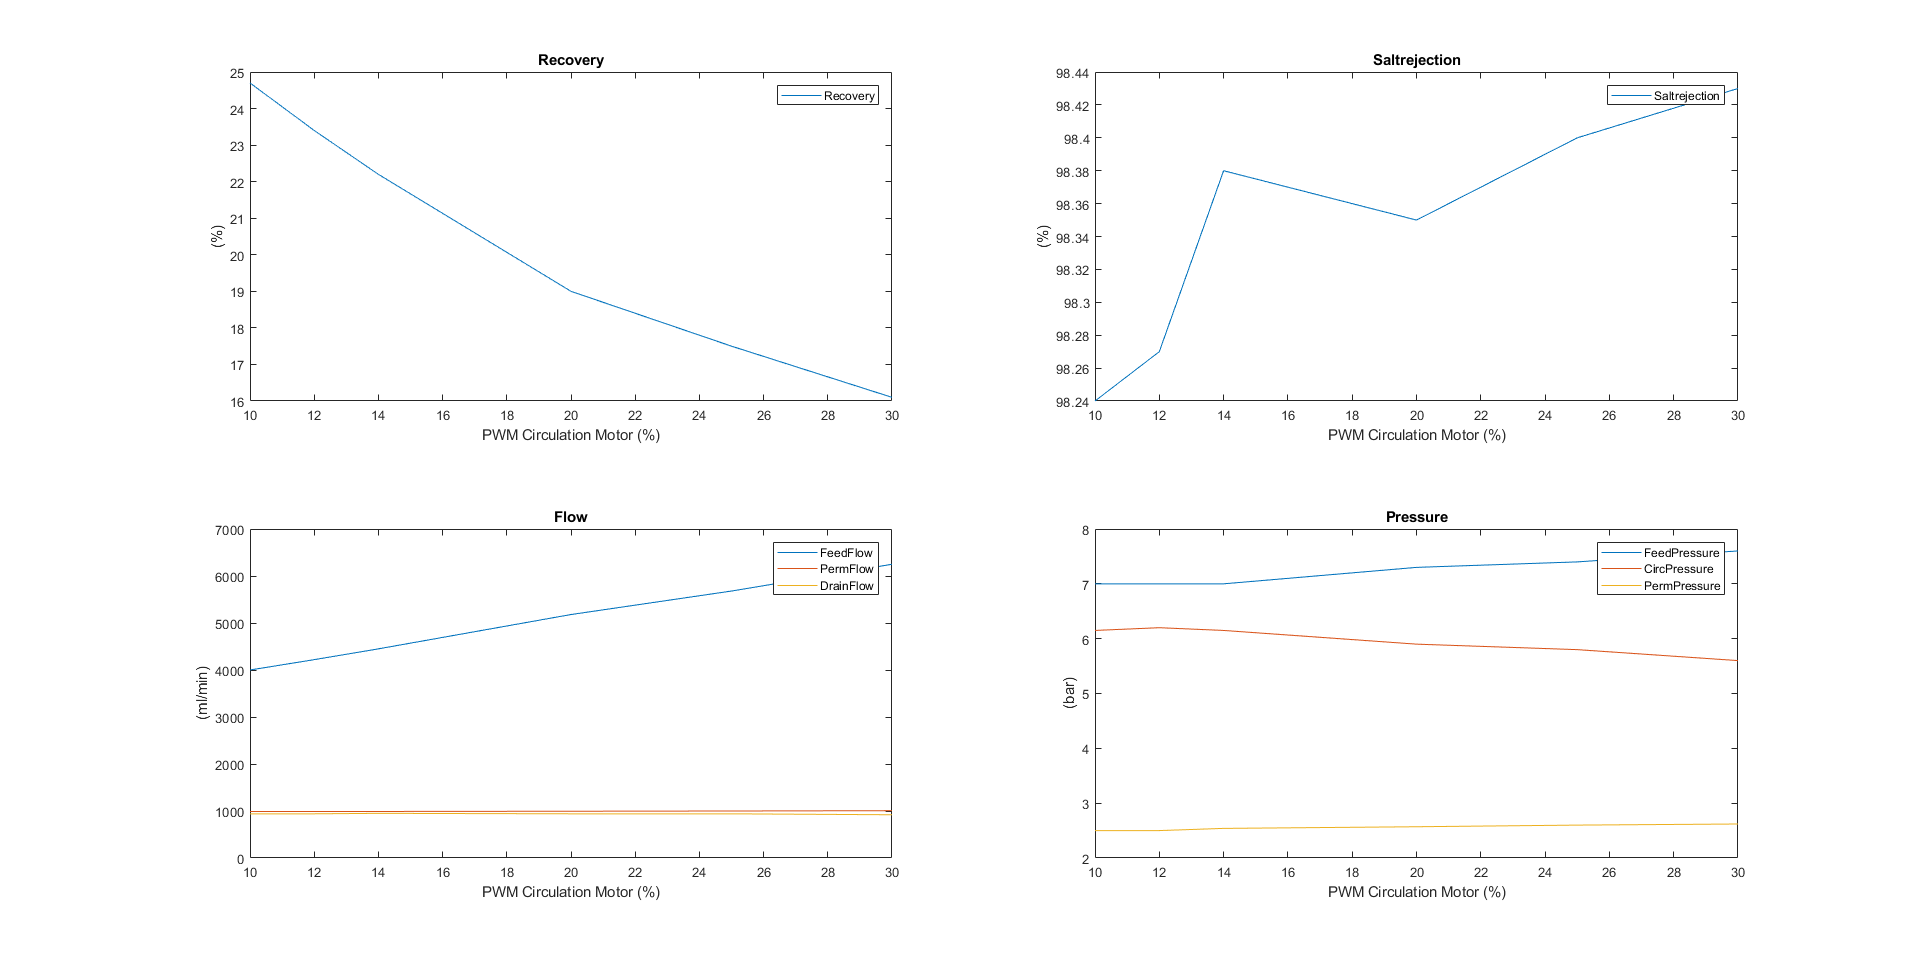 Recovery
25
24
23
22
21
20
19
18
17
16
(%)
10 12 14 16 18 20 22 24 26 28 30
PWM Circulation Motor (%)
Recovery
Saltrejection
98.44
98.42
98.4
98.38
98.36
98.34
98.32
98.3
98.28
98.26
98.24
(%)
10 12 14 16 18 20 22 24 26 28 30
PWM Circulation Motor (%)
Saltrejection
Flow
7000
6000
5000
4000
3000
2000
1000
0
(ml/min)
10 12 14 16 18 20 22 24 26 28 30
PWM Circulation Motor (%)
FeedFlow
PermFlow
DrainFlow
Pressure
8
7
6
5
4
3
2
(bar)
10 12 14 16 18 20 22 24 26 28 30
PWM Circulation Motor (%)
FeedPressure
CircPressure
PermPressure